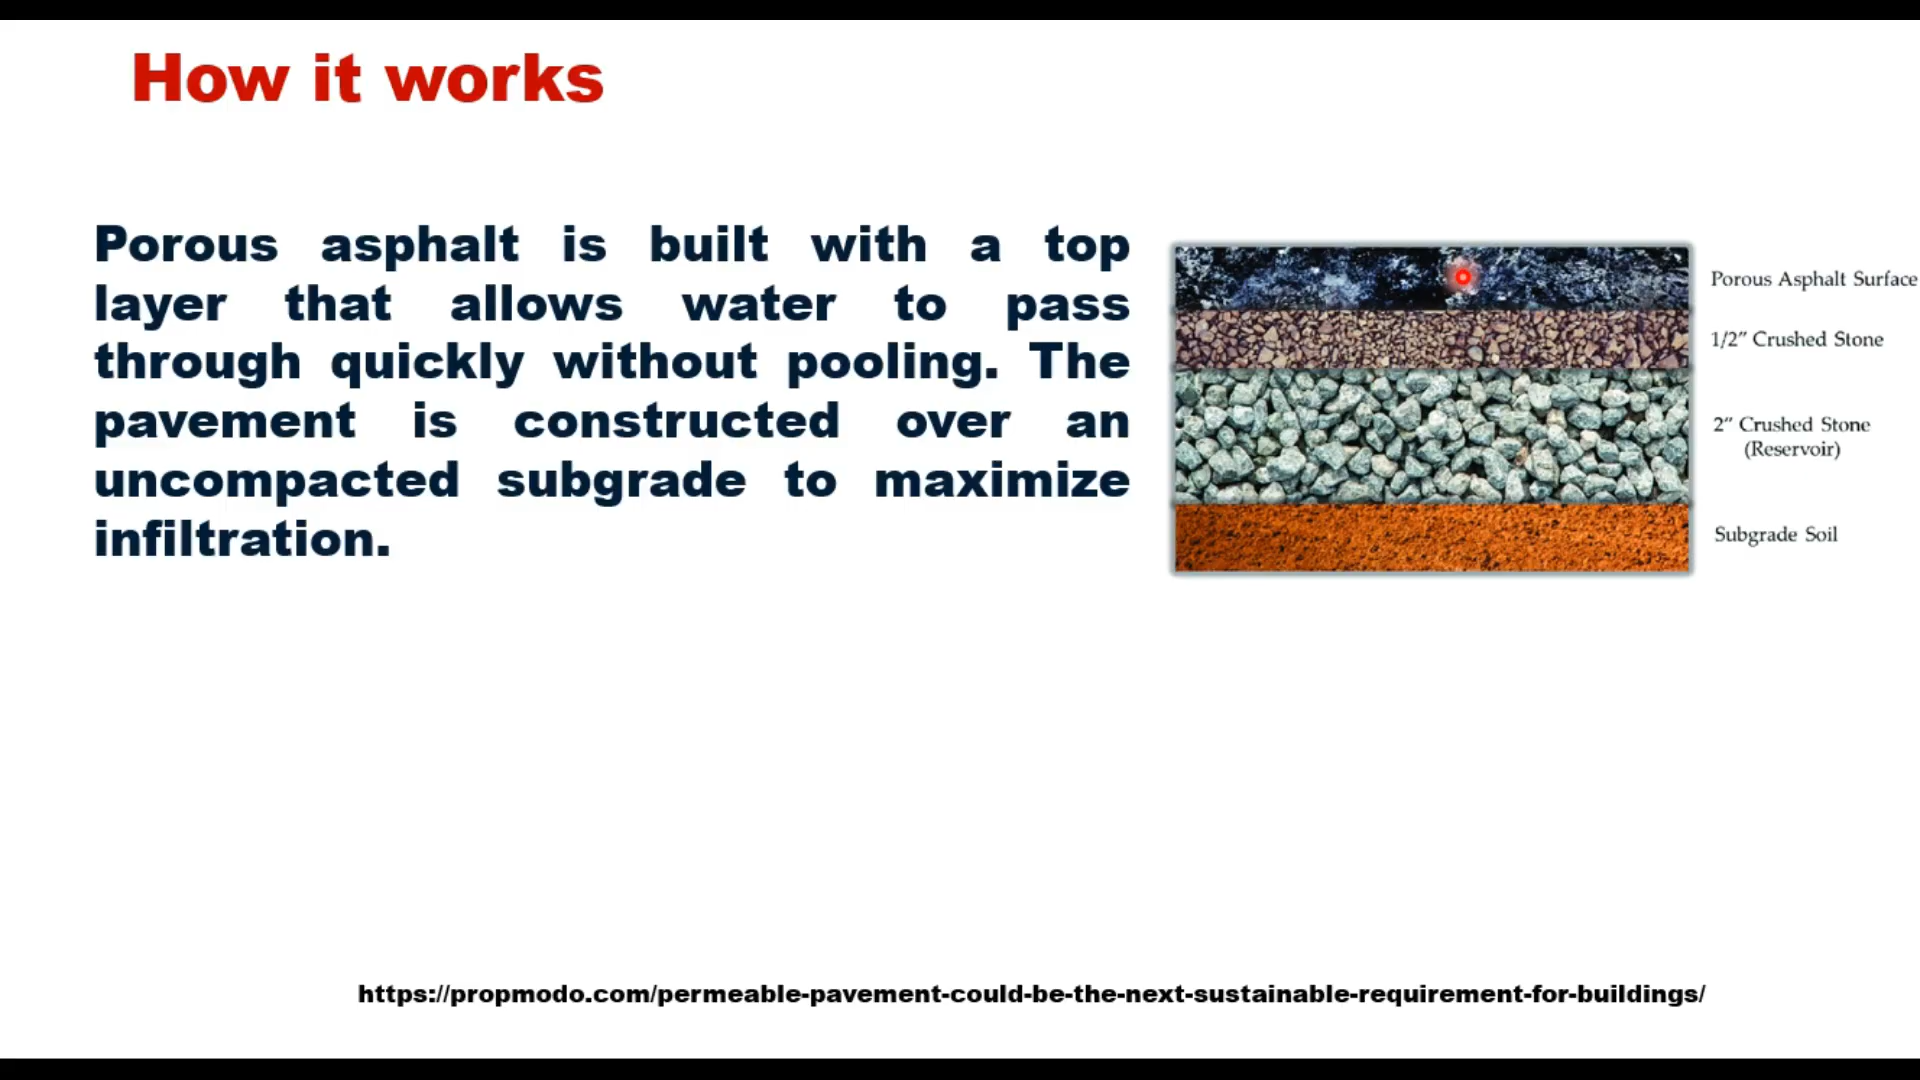 How it works
Porous asphalt is built with a top
layer that allows water to pass
through quickly without pooling. The
pavement is constructed over an
uncompacted subgrade to maximize
infiltration.
Porous Asphalt Surface
1/2” Crushed Stone
2” Crushed Stone
(Reservoir)
Subgrade Soil
https://propmodo.com/permeable-pavement-could-be-the-next-sustainable-requirement-for-buildings/